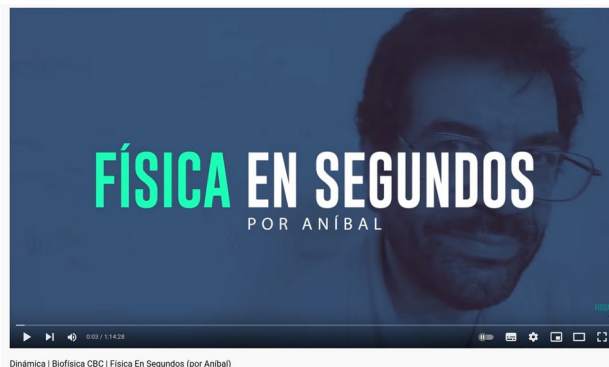 FÍSICA EN SEGUNDOS
POR ANÍBAL
0:03 / 1:14:28
Dinámica | Biofísica CBC | Física En Segundos (por Aníbal)